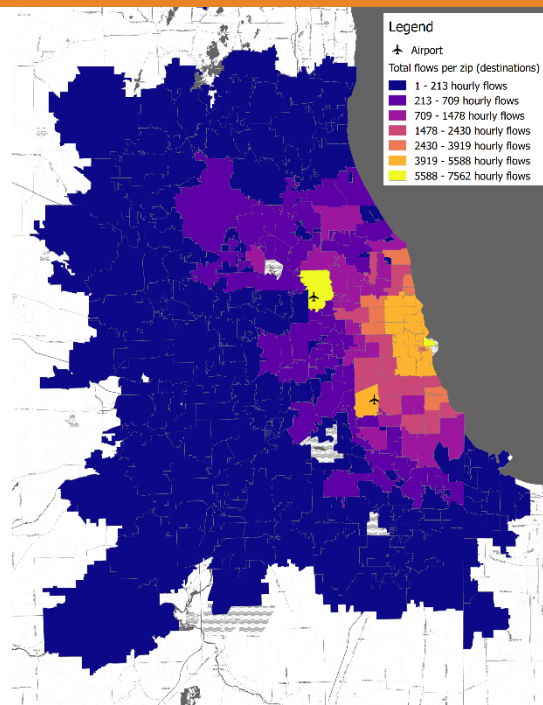 Legend
Airport
Total flows per zip (destinations)
1 - 213 hourly flows
213 - 709 hourly flows
709 - 1478 hourly flows
1478 - 2430 hourly flows
2430 - 3919 hourly flows
3919 - 5588 hourly flows
5588 - 7562 hourly flows